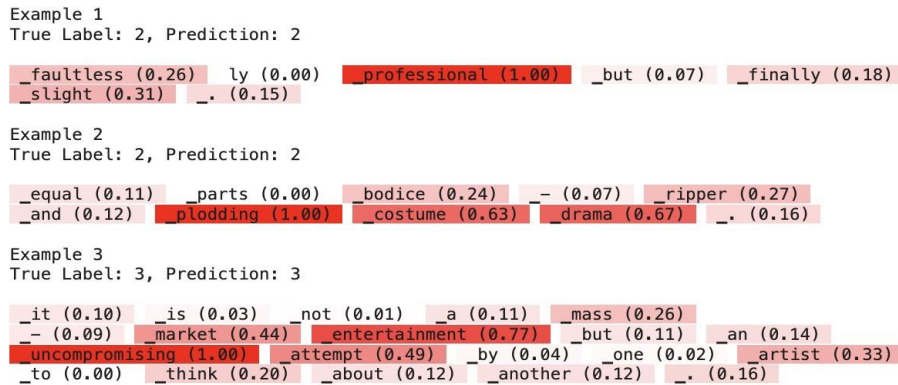 Example 1
True Label: 2, Prediction: 2
_faultless (0.26) ly (0.00) _professional (1.00) _but (0.07) _finally (0.18)
_slight (0.31) _. (0.15)
Example 2
True Label: 2, Prediction: 2
_equal (0.11) _parts (0.00) _bodice (0.24) _– (0.07) _ripper (0.27)
_and (0.12) _plodding (1.00) _costume (0.63) _drama (0.67) _. (0.16)
Example 3
True Label: 3, Prediction: 3
_it (0.10) _is (0.03) _not (0.01) _a (0.11) _mass (0.26)
_– (0.09) _market (0.44) _entertainment (0.77) _but (0.11) _an (0.14)
_uncompromising (1.00) _attempt (0.49) _by (0.04) _one (0.02) _artist (0.33)
_to (0.00) _think (0.20) _about (0.12) _another (0.12) _. (0.16)